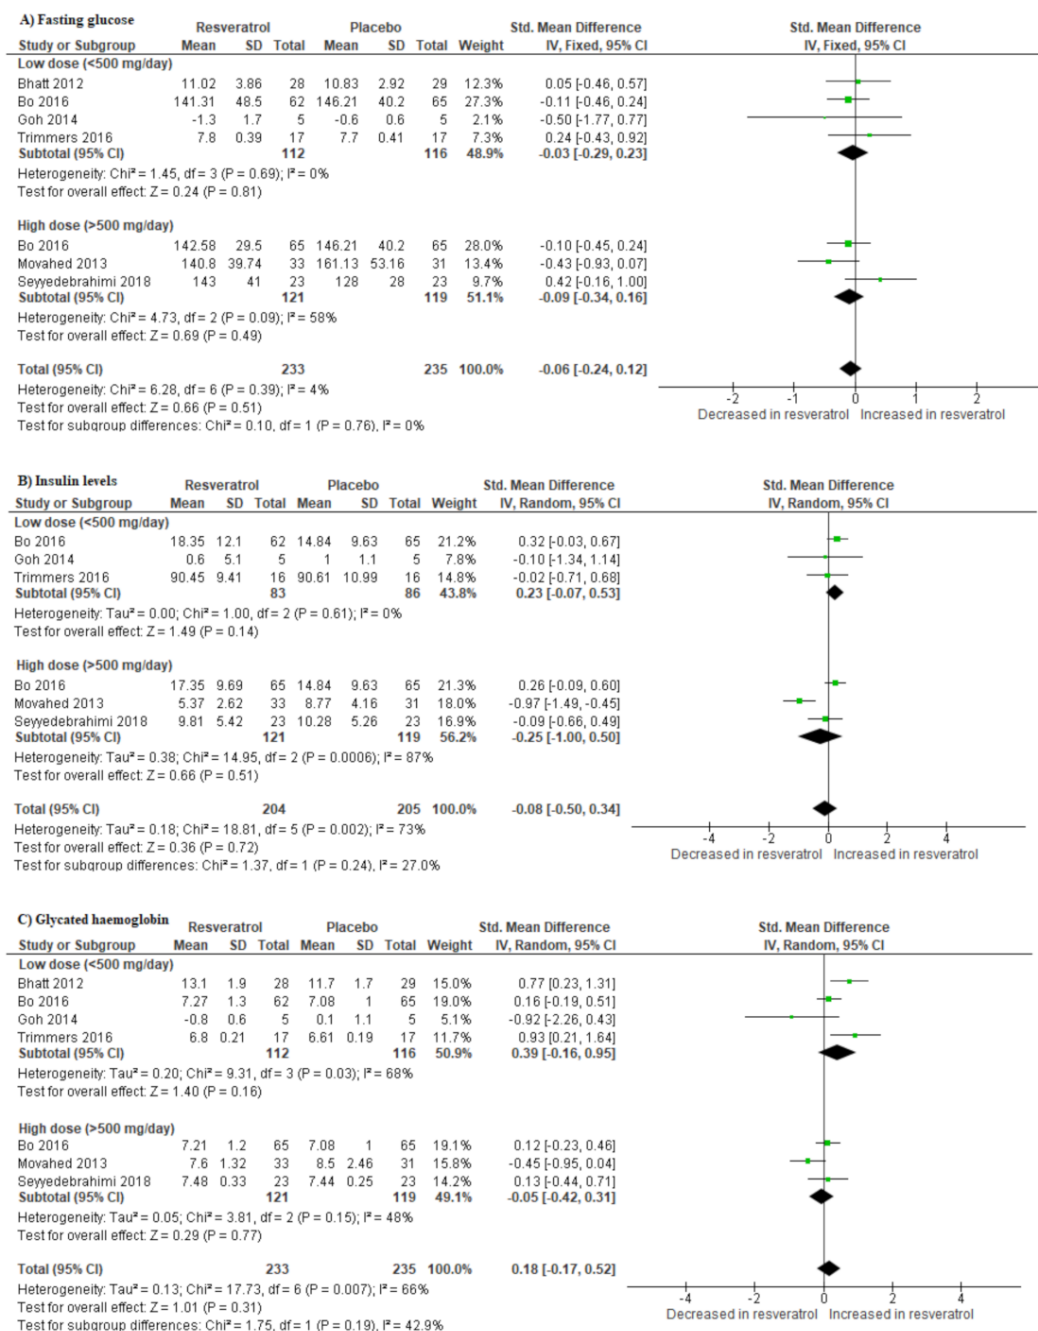 A) Fasting glucose
Resveratrol Placebo Std. Mean Difference Std. Mean Difference
Study or Subgroup Mean SD Total Mean SD Total Weight IV, Fixed, 95% CI IV, Fixed, 95% CI
Low dose (<500 mg/day)
Bhatt 2012 11.02 3.86 28 10.83 2.92 29 12.3% 0.05 [-0.46, 0.57]
Bo 2016 141.31 48.5 62 146.21 40.2 65 27.3% -0.11 [-0.46, 0.24]
Goh 2014 -1.3 1.7 5 -0.6 0.6 5 2.1% -0.50 [-1.77, 0.77]
Trimmers 2016 7.8 0.39 17 7.7 0.41 17 7.3% 0.24 [-0.43, 0.92]
Subtotal (95% CI) 112 116 48.9% -0.03 [-0.29, 0.23]
Heterogeneity: Chi² = 1.45, df = 3 (P = 0.69); I² = 0%
Test for overall effect: Z = 0.24 (P = 0.81)
High dose (>500 mg/day)
Bo 2016 142.58 29.5 65 146.21 40.2 65 28.0% -0.10 [-0.45, 0.24]
Movahed 2013 140.8 39.74 33 161.13 53.16 31 13.4% -0.43 [-0.93, 0.07]
Seyyedebrahimi 2018 143 41 23 128 28 23 9.7% 0.42 [-0.16, 1.00]
Subtotal (95% CI) 121 119 51.1% -0.09 [-0.34, 0.16]
Heterogeneity: Chi² = 4.73, df = 2 (P = 0.09); I² = 58%
Test for overall effect: Z = 0.69 (P = 0.49)
Total (95% CI) 233 235 100.0% -0.06 [-0.24, 0.12]
Heterogeneity: Chi² = 6.28, df = 6 (P = 0.39); I² = 4%
Test for overall effect: Z = 0.66 (P = 0.51)
Test for subgroup differences: Chi² = 0.10, df = 1 (P = 0.76), I² = 0%
-2 -1 0 1 2
Decreased in resveratrol Increased in resveratrol
B) Insulin levels
Resveratrol Placebo Std. Mean Difference Std. Mean Difference
Study or Subgroup Mean SD Total Mean SD Total Weight IV, Random, 95% CI IV, Random, 95% CI
Low dose (<500 mg/day)
Bo 2016 18.35 12.1 62 14.84 9.63 65 21.2% 0.32 [-0.03, 0.67]
Goh 2014 0.6 5.1 5 1 1.1 5 7.8% -0.10 [-1.34, 1.14]
Trimmers 2016 90.45 9.41 16 90.61 10.99 16 14.8% -0.02 [-0.71, 0.68]
Subtotal (95% CI) 83 86 43.8% 0.23 [-0.07, 0.53]
Heterogeneity: Tau² = 0.00; Chi² = 1.00, df = 2 (P = 0.61); I² = 0%
Test for overall effect: Z = 1.49 (P = 0.14)
High dose (>500 mg/day)
Bo 2016 17.35 9.69 65 14.84 9.63 65 21.3% 0.26 [-0.09, 0.60]
Movahed 2013 5.37 2.62 33 8.77 4.16 31 18.0% -0.97 [-1.49, -0.45]
Seyyedebrahimi 2018 9.81 5.42 23 10.28 5.26 23 16.9% -0.09 [-0.66, 0.49]
Subtotal (95% CI) 121 119 56.2% -0.25 [-1.00, 0.50]
Heterogeneity: Tau² = 0.38; Chi² = 14.95, df = 2 (P = 0.0006); I² = 87%
Test for overall effect: Z = 0.66 (P = 0.51)
Total (95% CI) 204 205 100.0% -0.08 [-0.50, 0.34]
Heterogeneity: Tau² = 0.18; Chi² = 18.81, df = 5 (P = 0.002); I² = 73%
Test for overall effect: Z = 0.36 (P = 0.72)
Test for subgroup differences: Chi² = 1.37, df = 1 (P = 0.24), I² = 27.0%
-4 -2 0 2 4
Decreased in resveratrol Increased in resveratrol
C) Glycated haemoglobin
Resveratrol Placebo Std. Mean Difference Std. Mean Difference
Study or Subgroup Mean SD Total Mean SD Total Weight IV, Random, 95% CI IV, Random, 95% CI
Low dose (<500 mg/day)
Bhatt 2012 13.1 1.9 28 11.7 1.7 29 15.0% 0.77 [0.23, 1.31]
Bo 2016 7.27 1.3 62 7.08 1 65 19.0% 0.16 [-0.19, 0.51]
Goh 2014 -0.8 0.6 5 0.1 1.1 5 5.1% -0.92 [-2.26, 0.43]
Trimmers 2016 6.8 0.21 17 6.61 0.19 17 11.7% 0.93 [0.21, 1.64]
Subtotal (95% CI) 112 116 50.9% 0.39 [-0.16, 0.95]
Heterogeneity: Tau² = 0.20; Chi² = 9.31, df = 3 (P = 0.03); I² = 68%
Test for overall effect: Z = 1.40 (P = 0.16)
High dose (>500 mg/day)
Bo 2016 7.21 1.2 65 7.08 1 65 19.1% 0.12 [-0.23, 0.46]
Movahed 2013 7.6 1.32 33 8.5 2.46 31 15.8% -0.45 [-0.95, 0.04]
Seyyedebrahimi 2018 7.48 0.33 23 7.44 0.25 23 14.2% 0.13 [-0.44, 0.71]
Subtotal (95% CI) 121 119 49.1% -0.05 [-0.42, 0.31]
Heterogeneity: Tau² = 0.05; Chi² = 3.81, df = 2 (P = 0.15); I² = 48%
Test for overall effect: Z = 0.29 (P = 0.77)
Total (95% CI) 233 235 100.0% 0.18 [-0.17, 0.52]
Heterogeneity: Tau² = 0.13; Chi² = 17.73, df = 6 (P = 0.007); I² = 66%
Test for overall effect: Z = 1.01 (P = 0.31)
Test for subgroup differences: Chi² = 1.75, df = 1 (P = 0.19), I² = 42.9%
-4 -2 0 2 4
Decreased in resveratrol Increased in resveratrol